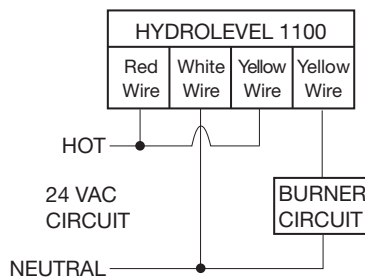 HYDROLEVEL 1100
Red Wire
White Wire
Yellow Wire
Yellow Wire
HOT
24 VAC
CIRCUIT
BURNER
CIRCUIT
NEUTRAL